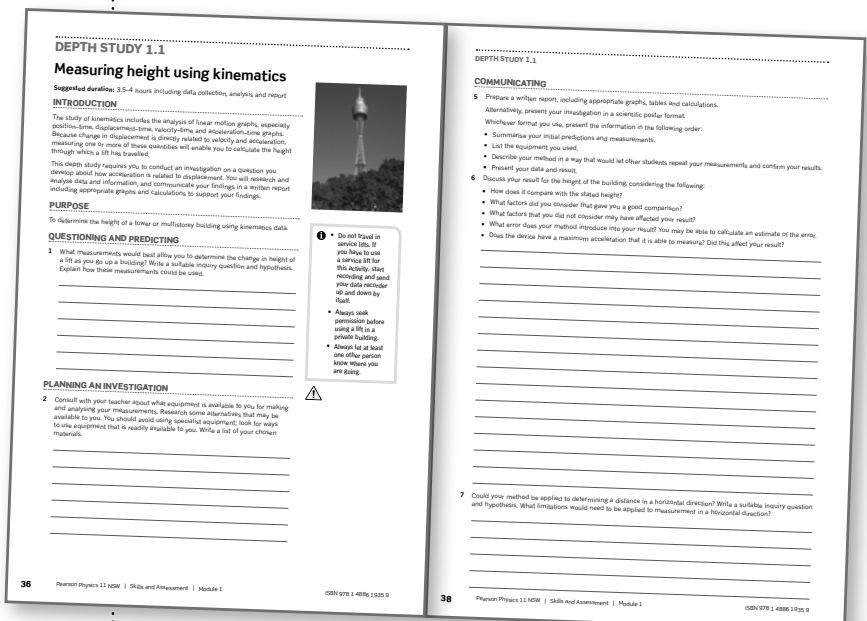 DEPTH STUDY 1.1
Measuring height using kinematics
Suggested duration: 3.5–4 hours including data collection, analysis and report
INTRODUCTION
The study of kinematics includes the analysis of linear motion graphs, especially
position–time, displacement–time, velocity–time and acceleration–time graphs.
Because change in displacement is directly related to velocity and acceleration,
measuring one or more of these quantities will enable you to calculate the height
through which a lift has travelled.
This depth study requires you to conduct an investigation on a question you
develop about how acceleration is related to displacement. You will research and
analyse data and information, and communicate your findings in a written report
including appropriate graphs and calculations to support your findings.
PURPOSE
To determine the height of a tower or multistorey building using kinematics data.
QUESTIONING AND PREDICTING
1 What measurements would best allow you to determine the change in height of
a lift as you go up a building? Write a suitable inquiry question and hypothesis.
Explain how these measurements could be used.
• Do not travel in
service lifts. If
you have to use
a service lift for
this activity, start
recording and send
your data recorder
up and down by
itself.
• Always seek
permission before
using a lift in a
private building.
• Always let at least
one other person
know where you
are going.
PLANNING AN INVESTIGATION
2 Consult with your teacher about what equipment is available to you for making
and analysing your measurements. Research some alternatives that may be
available to you. You should avoid using specialist equipment; look for ways
to use equipment that is readily available to you. Write a list of your chosen
materials.
36 Pearson Physics 11 NSW | Skills and Assessment | Module 1
ISBN 978 1 4886 1935 9
DEPTH STUDY 1.1
COMMUNICATING
5 Prepare a written report, including appropriate graphs, tables and calculations.
Alternatively, present your investigation in a scientific poster format.
Whichever format you use, present the information in the following order:
• Summarise your initial predictions and measurements.
• List the equipment you used.
• Describe your method in a way that would let other students repeat your measurements and confirm your results.
• Present your data and result.
6 Discuss your result for the height of the building, considering the following:
• How does it compare with the stated height?
• What factors did you consider that gave you a good comparison?
• What factors that you did not consider may have affected your result?
• What error does your method introduce into your result? You may be able to calculate an estimate of the error.
• Does the device have a maximum acceleration that it is able to measure? Did this affect your result?
7 Could your method be applied to determining a distance in a horizontal direction? Write a suitable inquiry question
and hypothesis. What limitations would need to be applied to measurement in a horizontal direction?
38 Pearson Physics 11 NSW | Skills and Assessment | Module 1
ISBN 978 1 4886 1935 9